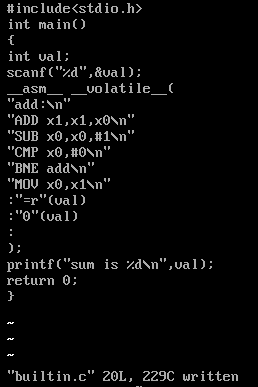 #include<stdio.h>
int main()
{
int val;
scanf("%d",&val);
__asm__ __volatile__(
"add:\n"
"ADD x1,x1,x0\n"
"SUB x0,x0,#1\n"
"CMP x0,#0\n"
"BNE add\n"
"MOV x0,x1\n"
:"=r"(val)
:"0"(val)
:
);
printf("sum is %d\n",val);
return 0;
}
~
~
~
"builtin.c" 20L, 229C written